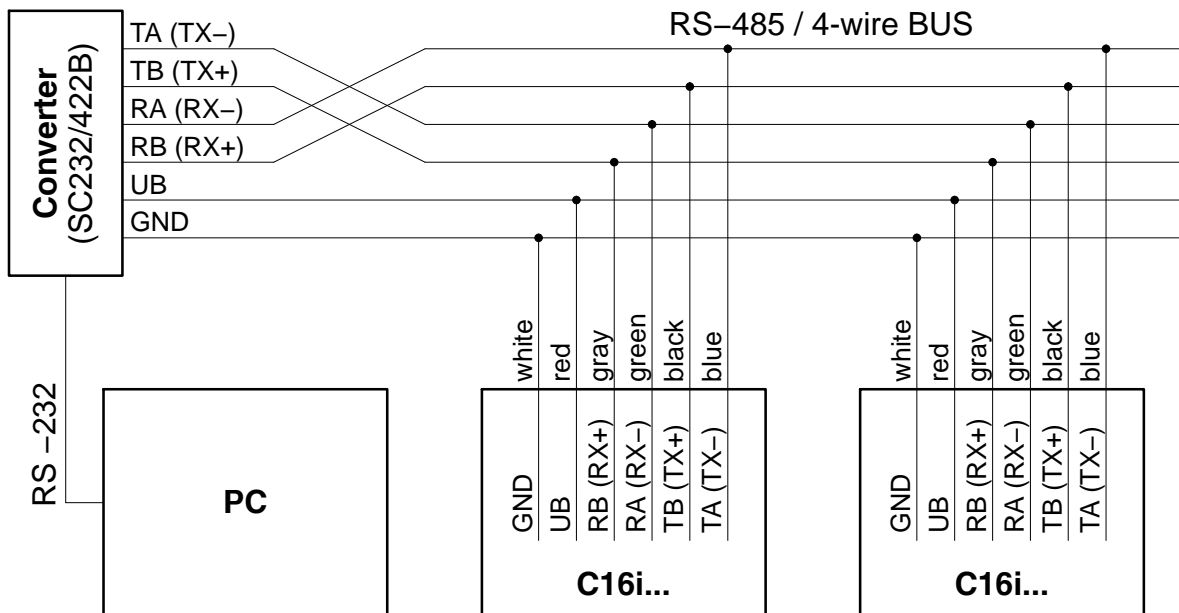 RS−485 / 4-wire BUS
Converter
(SC232/422B)
TA (TX−)
TB (TX+)
RA (RX−)
RB (RX+)
UB
GND
RS −232
PC
white
red
gray
green
black
blue
GND
UB
RB (RX+)
RA (RX−)
TB (TX+)
TA (TX−)
C16i...
white
red
gray
green
black
blue
GND
UB
RB (RX+)
RA (RX−)
TB (TX+)
TA (TX−)
C16i...